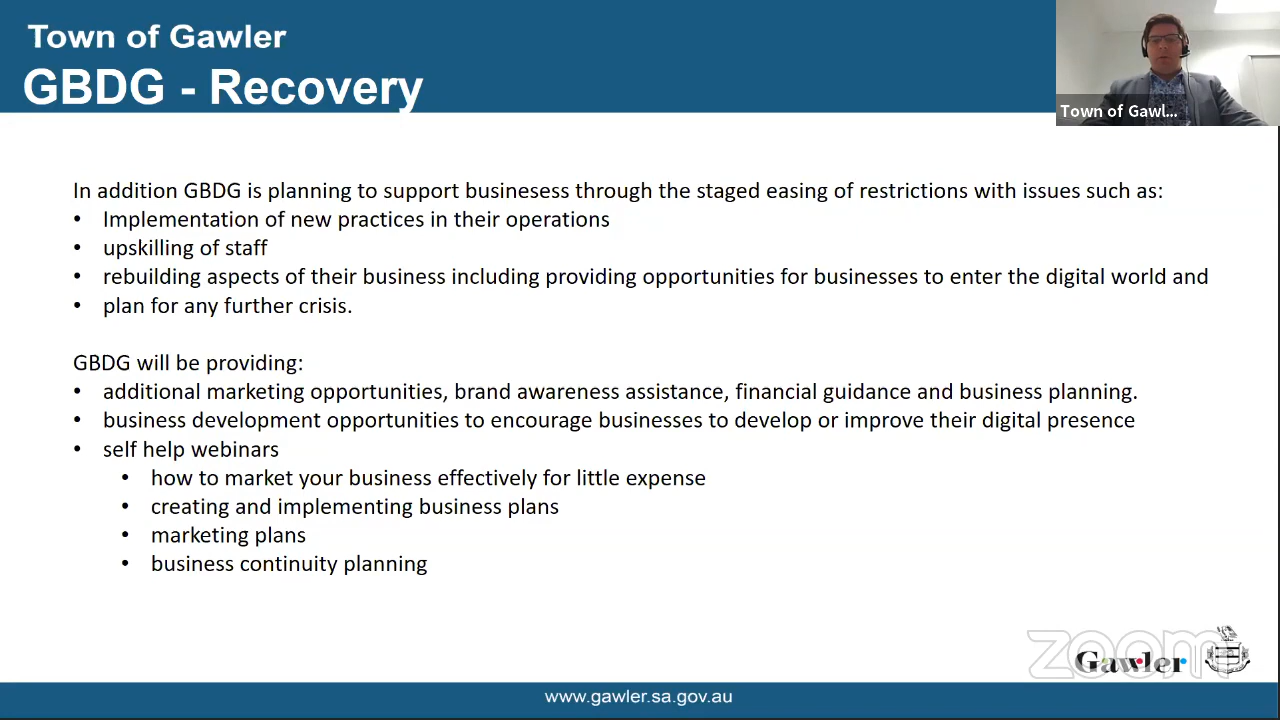 Town of Gawler
GBDG - Recovery
Town of Gawl...
In addition GBDG is planning to support businesess through the staged easing of restrictions with issues such as:
• Implementation of new practices in their operations
• upskilling of staff
• rebuilding aspects of their business including providing opportunities for businesses to enter the digital world and
• plan for any further crisis.
GBDG will be providing:
• additional marketing opportunities, brand awareness assistance, financial guidance and business planning.
• business development opportunities to encourage businesses to develop or improve their digital presence
• self help webinars
• how to market your business effectively for little expense
• creating and implementing business plans
• marketing plans
• business continuity planning
zoom
Gawler
www.gawler.sa.gov.au